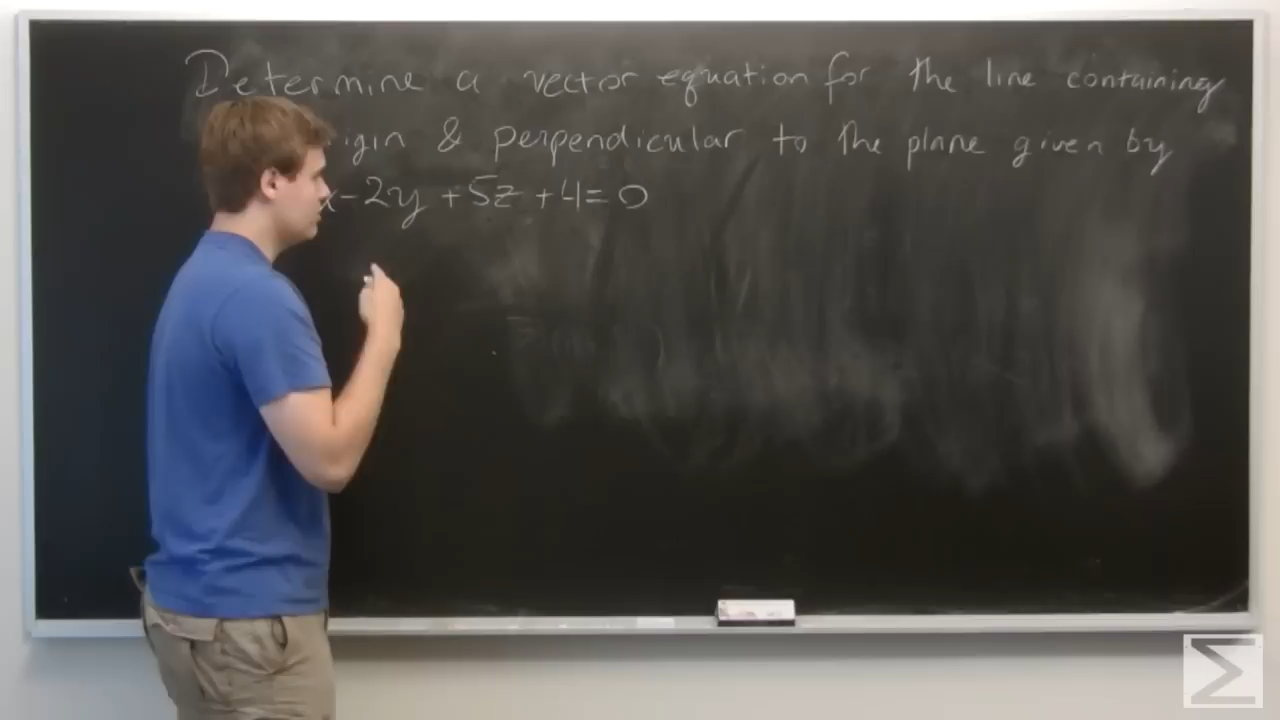 Determine a vector equation for the line containing
igin & perpendicular to the plane given by
x-2y+5z+4=0
Σ